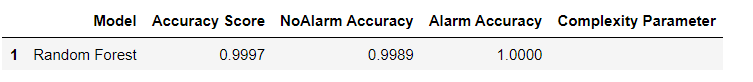 Model Accuracy Score NoAlarm Accuracy Alarm Accuracy Complexity Parameter
1 Random Forest 0.9997 0.9989 1.0000